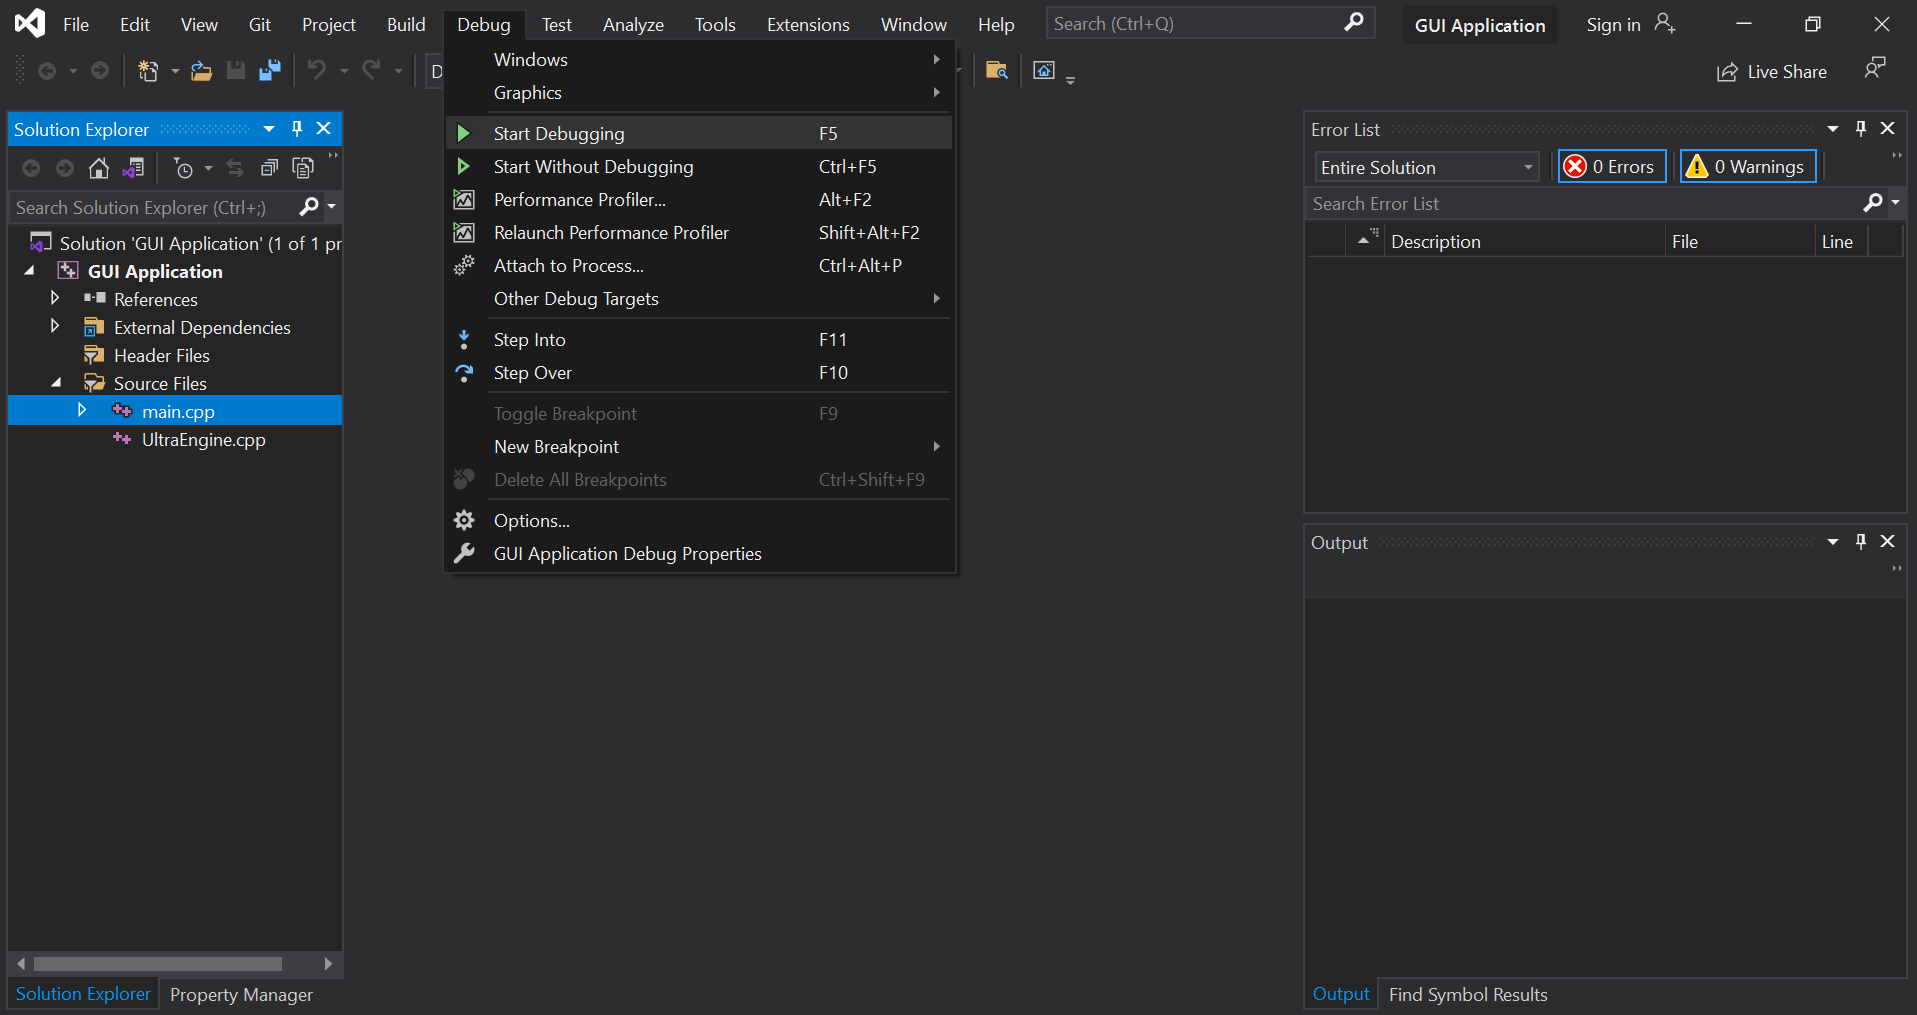 File Edit View Git Project Build Debug Test Analyze Tools Extensions Window Help Search (Ctrl+Q) GUI Application Sign in
D Live Share
Windows
Graphics
Start Debugging F5
Start Without Debugging Ctrl+F5
Performance Profiler... Alt+F2
Relaunch Performance Profiler Shift+Alt+F2
Attach to Process... Ctrl+Alt+P
Other Debug Targets
Step Into F11
Step Over F10
Toggle Breakpoint F9
New Breakpoint
Delete All Breakpoints Ctrl+Shift+F9
Options...
GUI Application Debug Properties
Solution Explorer
Search Solution Explorer (Ctrl+;)
Solution 'GUI Application' (1 of 1 pr
GUI Application
References
External Dependencies
Header Files
Source Files
main.cpp
UltraEngine.cpp
Solution Explorer Property Manager
Error List
Entire Solution 0 Errors 0 Warnings
Search Error List
Description File Line
Output
Output Find Symbol Results